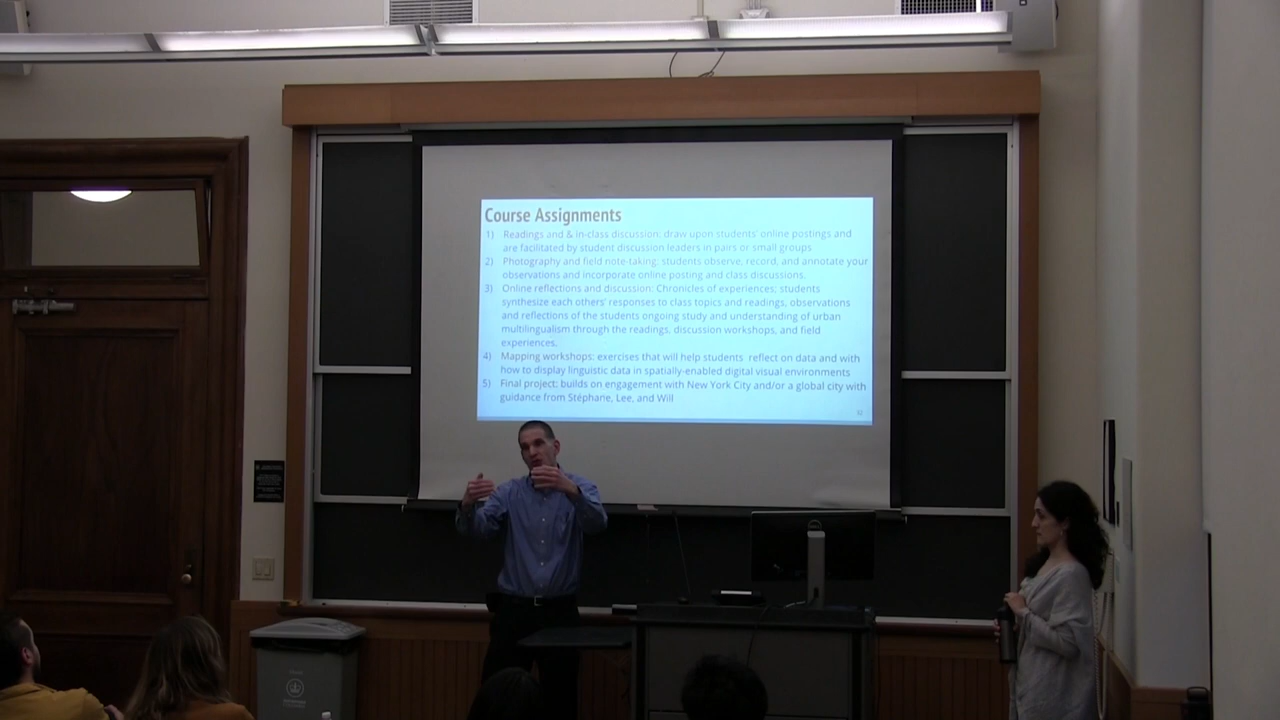 Course Assignments
1) Readings and & In-class discussion: draw upon students' online postings and
are facilitated by student discussion leaders in pairs or small groups
2) Photography and field note-taking: students observe, record, and annotate your
observations and incorporate online posting and class discussions.
3) Online reflections and discussion: Chronicles of experiences; students
synthesize each others' responses to class topics and readings, observations
and reflections of the students ongoing study and understanding of urban
multilingualism through the readings, discussion workshops, and field
experiences.
4) Mapping workshops: exercises that will help students reflect on data and with
how to display linguistic data in spatially-enabled digital visual environments
5) Final project: builds on engagement with New York City and/or a global city with
guidance from Stéphane, Lee, and Will
52